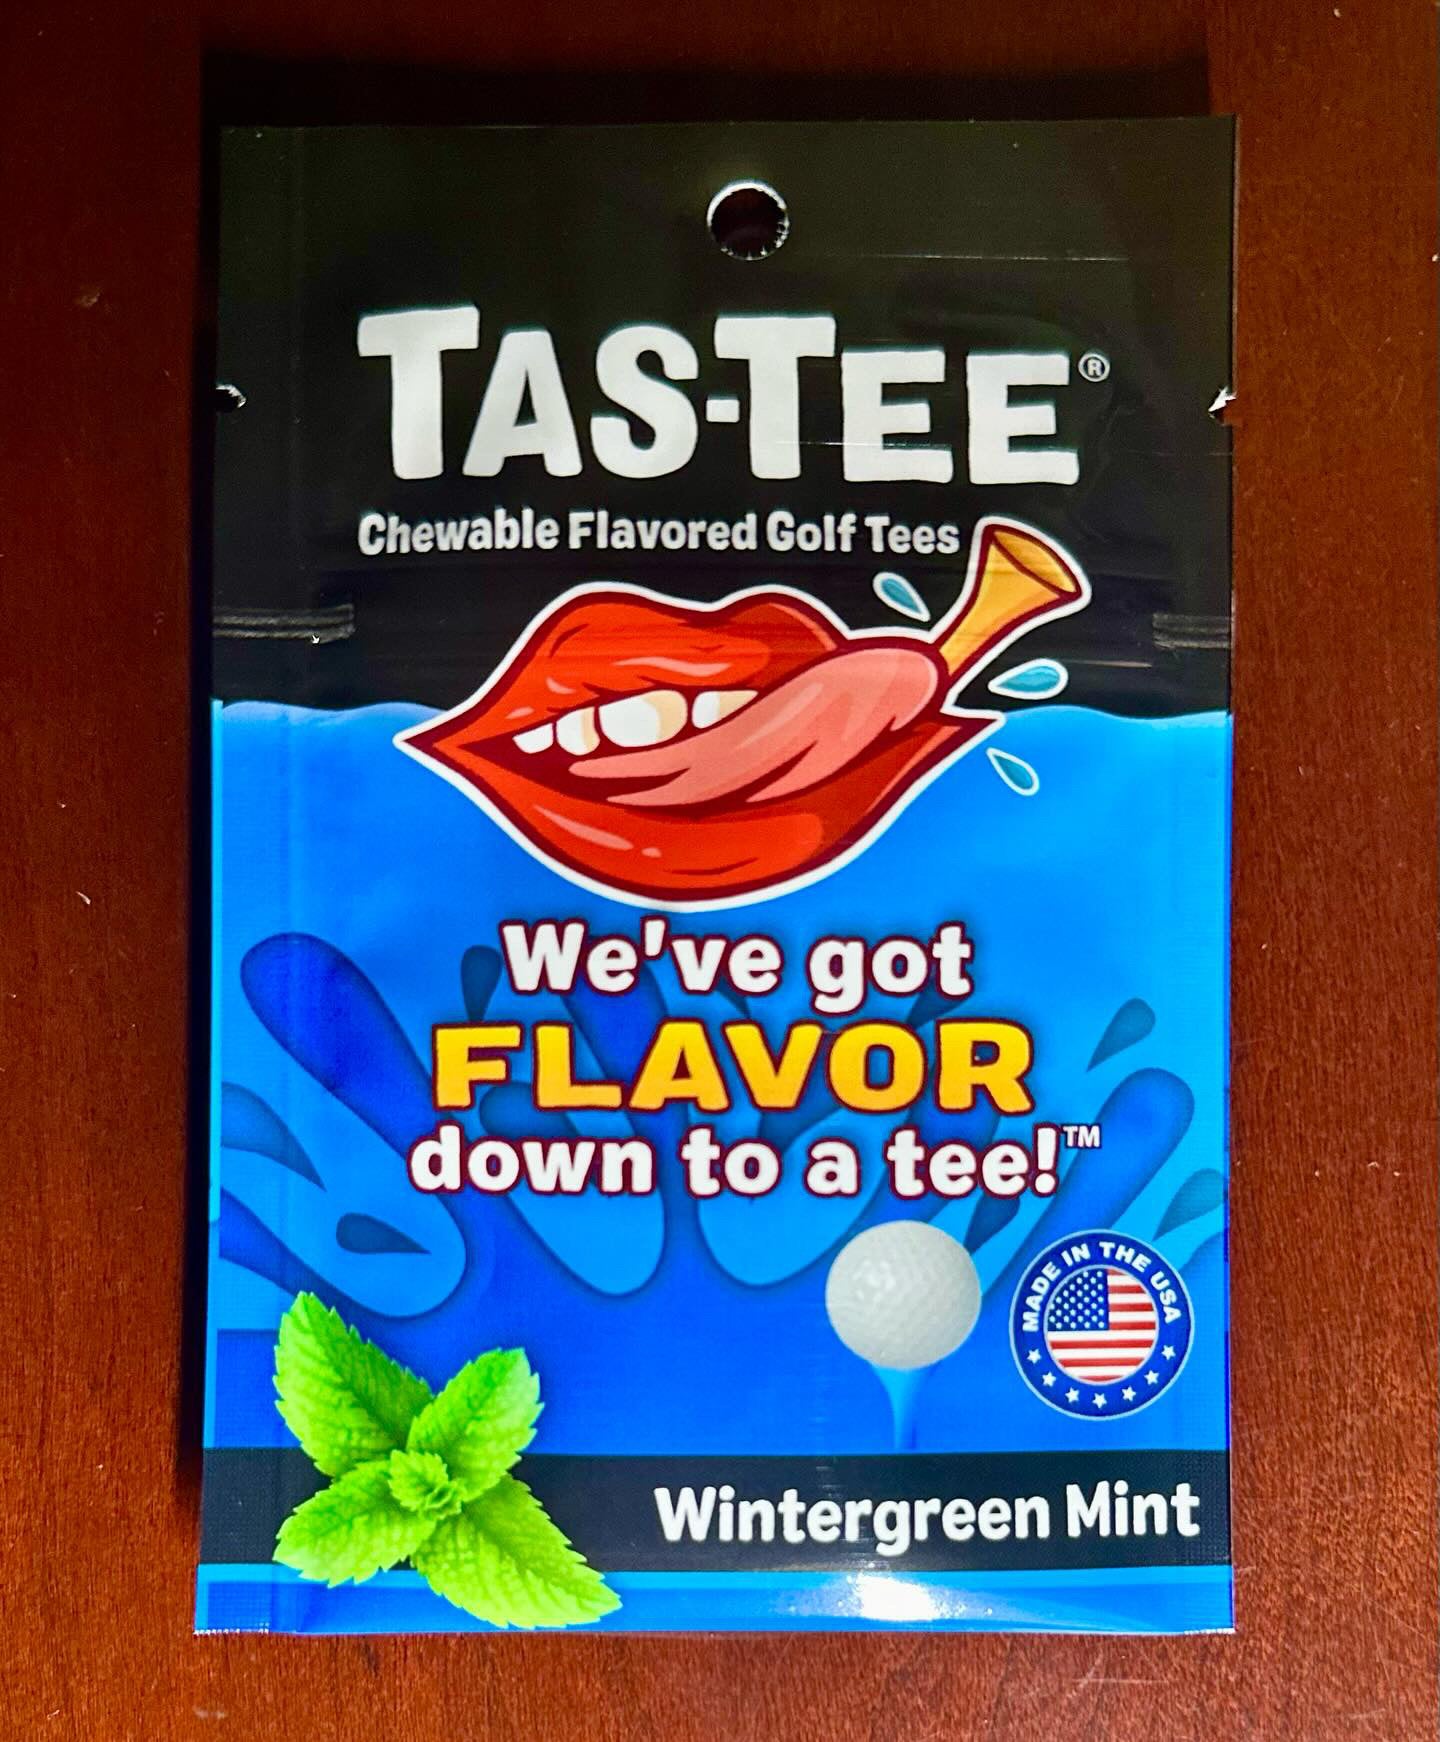 TAS-TEE®
Chewable Flavored Golf Tees
We've got
FLAVOR
down to a tee!™
MADE IN THE USA
Wintergreen Mint